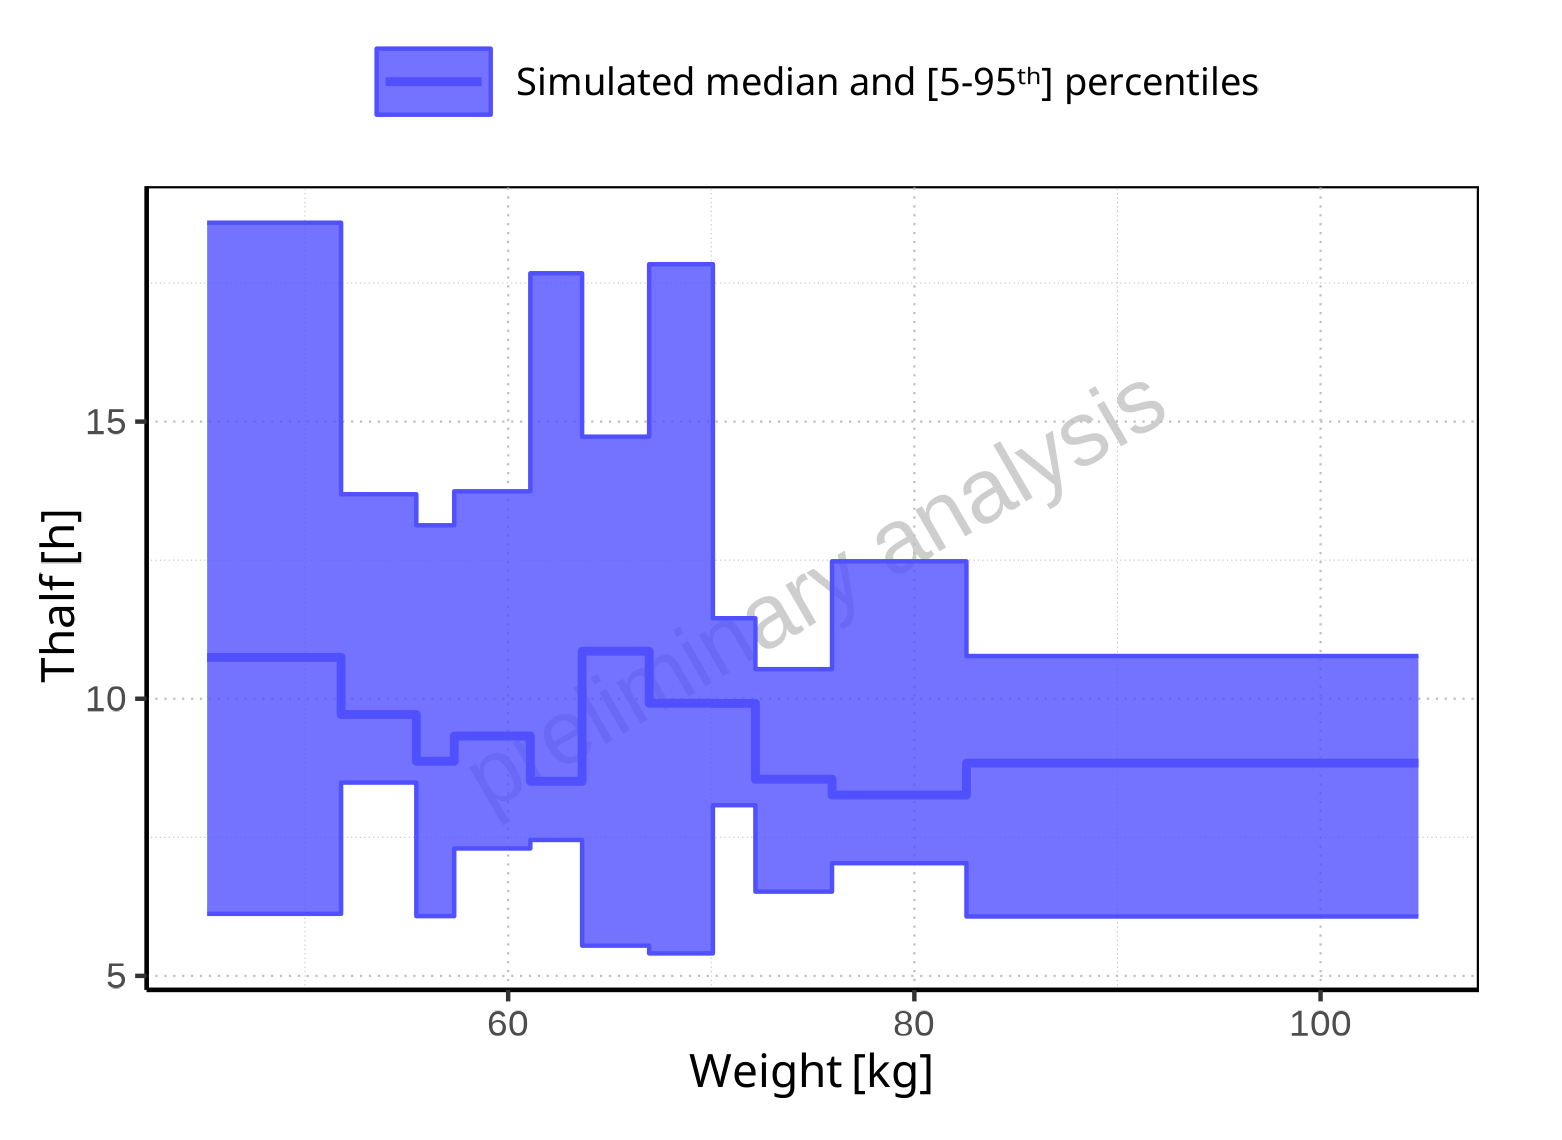 Simulated median and [5-95ᵗʰ] percentiles
15
10
5
Thalf [h]
preliminary analysis
60 80 100
Weight [kg]